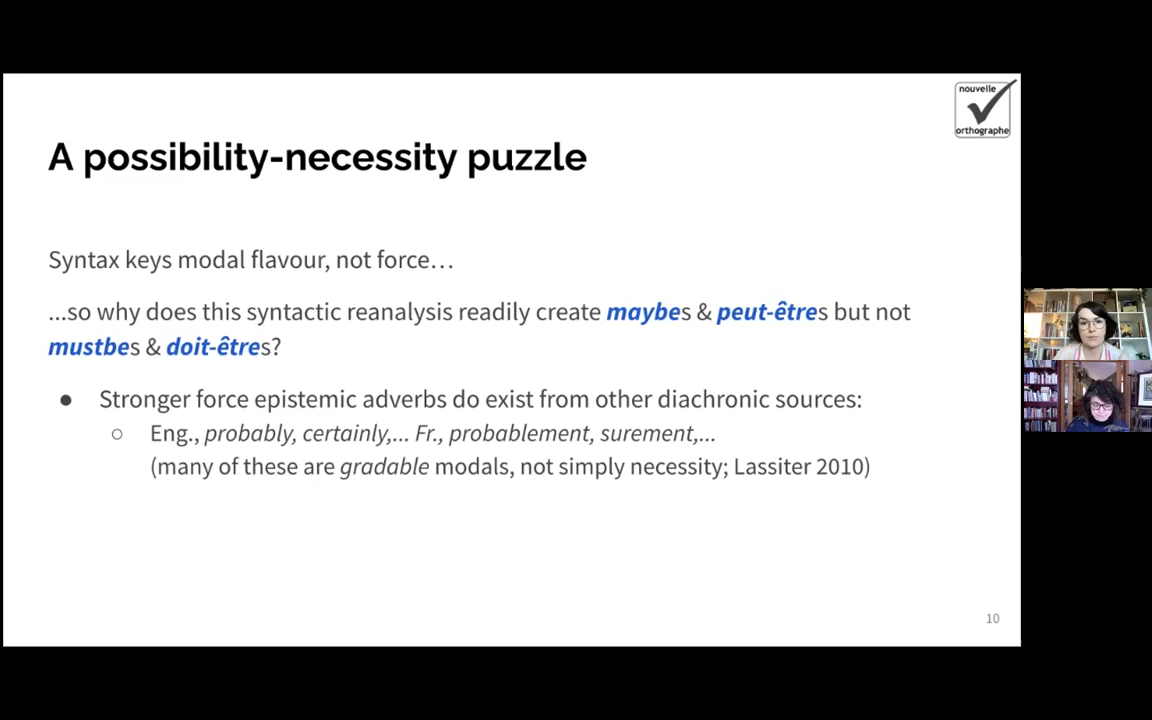 nouvelle
orthographe
A possibility-necessity puzzle
Syntax keys modal flavour, not force…
...so why does this syntactic reanalysis readily create maybes & peut-êtres but not
mustbes & doit-êtres?
● Stronger force epistemic adverbs do exist from other diachronic sources:
○ Eng., probably, certainly,... Fr., probablement, surement,...
(many of these are gradable modals, not simply necessity; Lassiter 2010)
10